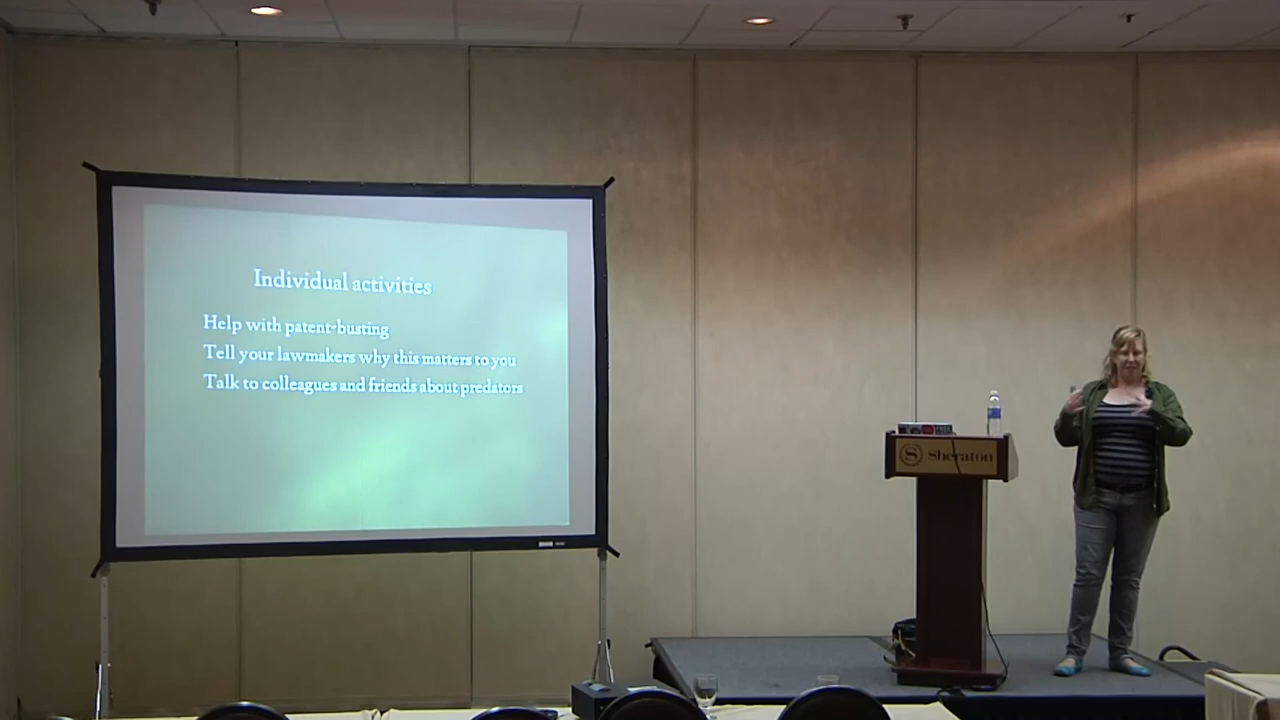 Individual activities
Help with patent-busting
Tell your lawmakers why this matters to you
Talk to colleagues and friends about predators
Sheraton